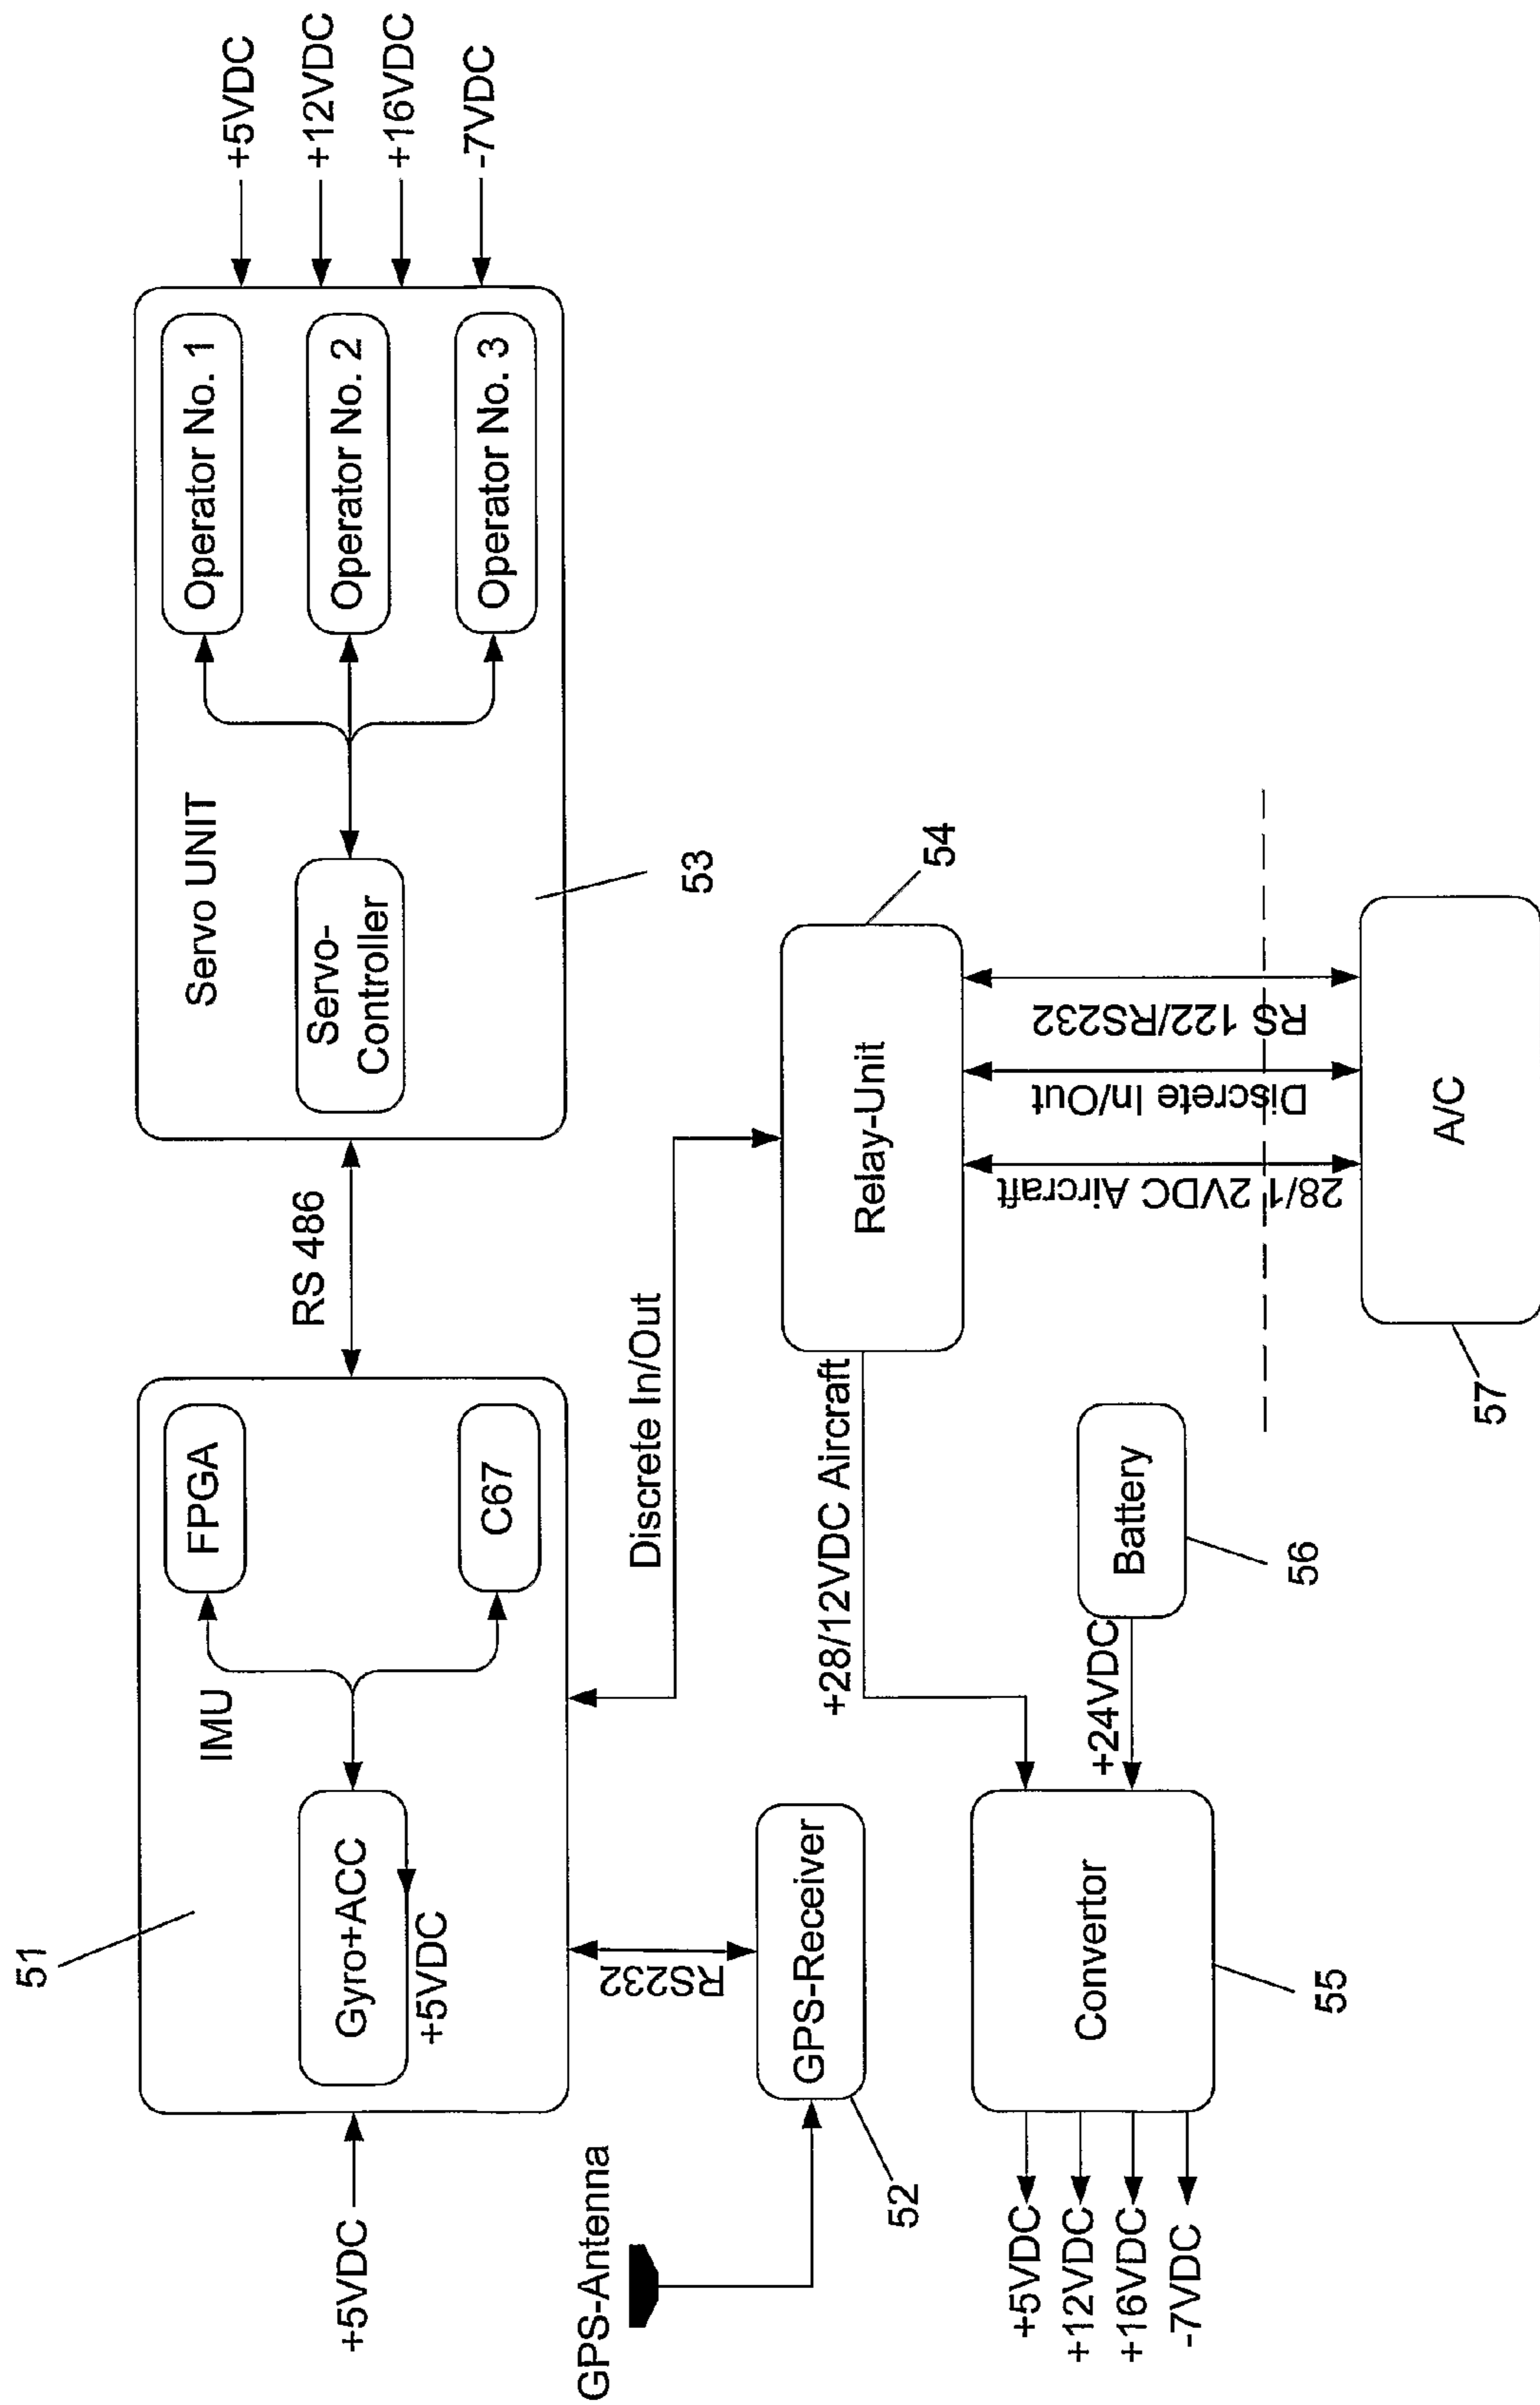 51
IMU
FPGA
C67
Gyro+ACC
+5VDC
+5VDC
RS 486
Servo UNIT
Servo-
Controller
Operator No. 1
Operator No. 2
Operator No. 3
53
+5VDC
+12VDC
+16VDC
-7VDC
GPS-Antenna
RS232
GPS-Receiver
52
Discrete In/Out
Relay-Unit
54
+28/12VDC Aircraft
28/1 2VDC Aircraft
Discrete In/Out
RS 122/RS232
Convertor
55
+24VDC
Battery
56
+5VDC
+12VDC
+16VDC
-7VDC
A/C
57